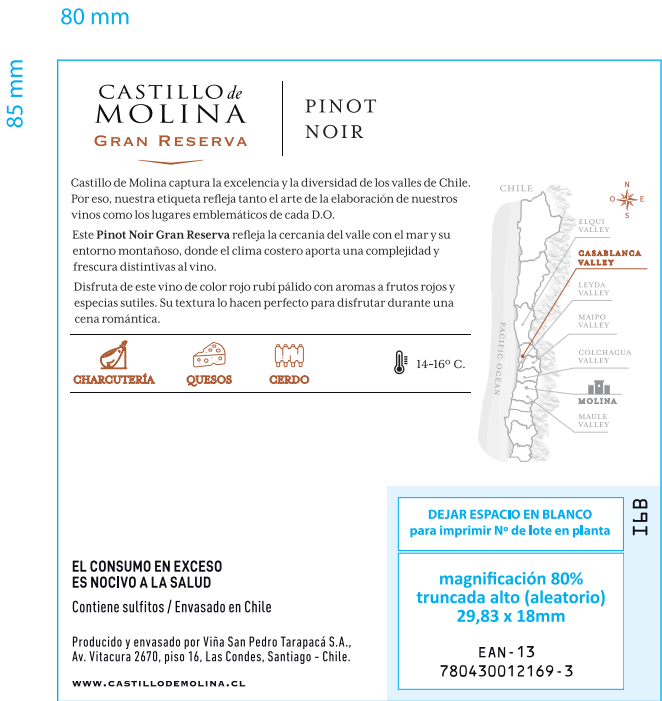 80 mm
85 mm
CASTILLO de
MOLINA
GRAN RESERVA
PINOT
NOIR
Castillo de Molina captura la excelencia y la diversidad de los valles de Chile.
Por eso, nuestra etiqueta refleja tanto el arte de la elaboración de nuestros
vinos como los lugares emblemáticos de cada D.O.
Este Pinot Noir Gran Reserva refleja la cercanía del valle con el mar y su
entorno montañoso, donde el clima costero aporta una complejidad y
frescura distintivas al vino.
Disfruta de este vino de color rojo rubí pálido con aromas a frutos rojos y
especias sutiles. Su textura lo hacen perfecto para disfrutar durante una
cena romántica.
CHARCUTERÍA
QUESOS
CERDO
14-16º C.
CHILE
N
O
E
S
ELQUI
VALLEY
CASABLANCA
VALLEY
LEYDA
VALLEY
MAIPO
VALLEY
COLCHAGUA
VALLEY
MOLINA
MAULE
VALLEY
PACIFIC OCEAN
EL CONSUMO EN EXCESO
ES NOCIVO A LA SALUD
Contiene sulfitos / Envasado en Chile
Producido y envasado por Viña San Pedro Tarapacá S.A.,
Av. Vitacura 2670, piso 16, Las Condes, Santiago - Chile.
WWW.CASTILLODEMOLINA.CL
DEJAR ESPACIO EN BLANCO
para imprimir Nº de lote en planta
I6B
magnificación 80%
truncada alto (aleatorio)
29,83 x 18mm
EAN-13
780430012169-3